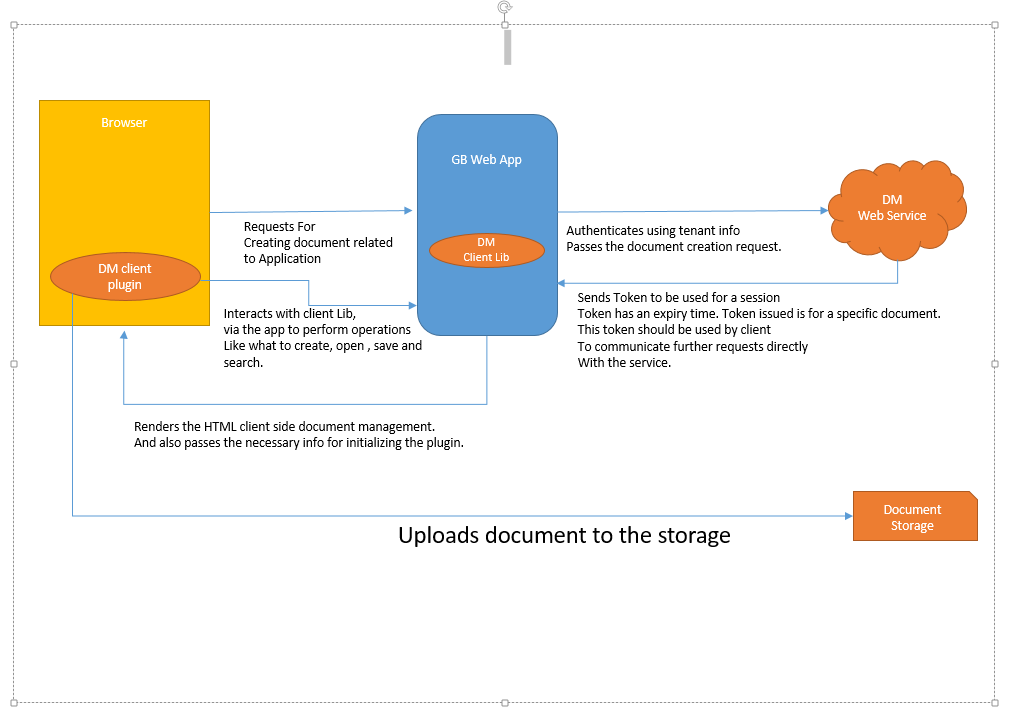 Browser
GB Web App
DM
Web Service
Requests For
Creating document related
to Application
DM
Client Lib
Authenticates using tenant info
Passes the document creation request.
DM client
plugin
Interacts with client Lib,
via the app to perform operations
Like what to create, open , save and
search.
Sends Token to be used for a session
Token has an expiry time. Token issued is for a specific document.
This token should be used by client
To communicate further requests directly
With the service.
Renders the HTML client side document management.
And also passes the necessary info for initializing the plugin.
Document
Storage
Uploads document to the storage